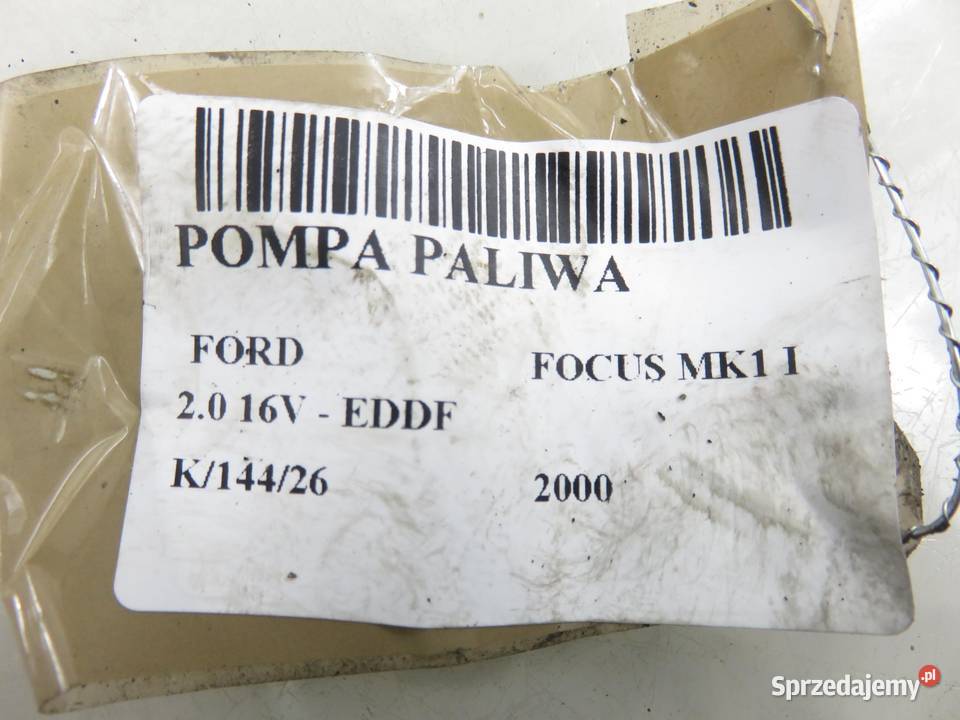 POMPA PALIWA
FORD FOCUS MK1 I
2.0 16V - EDDF
K/144/26 2000
Sprzedajemy.pl